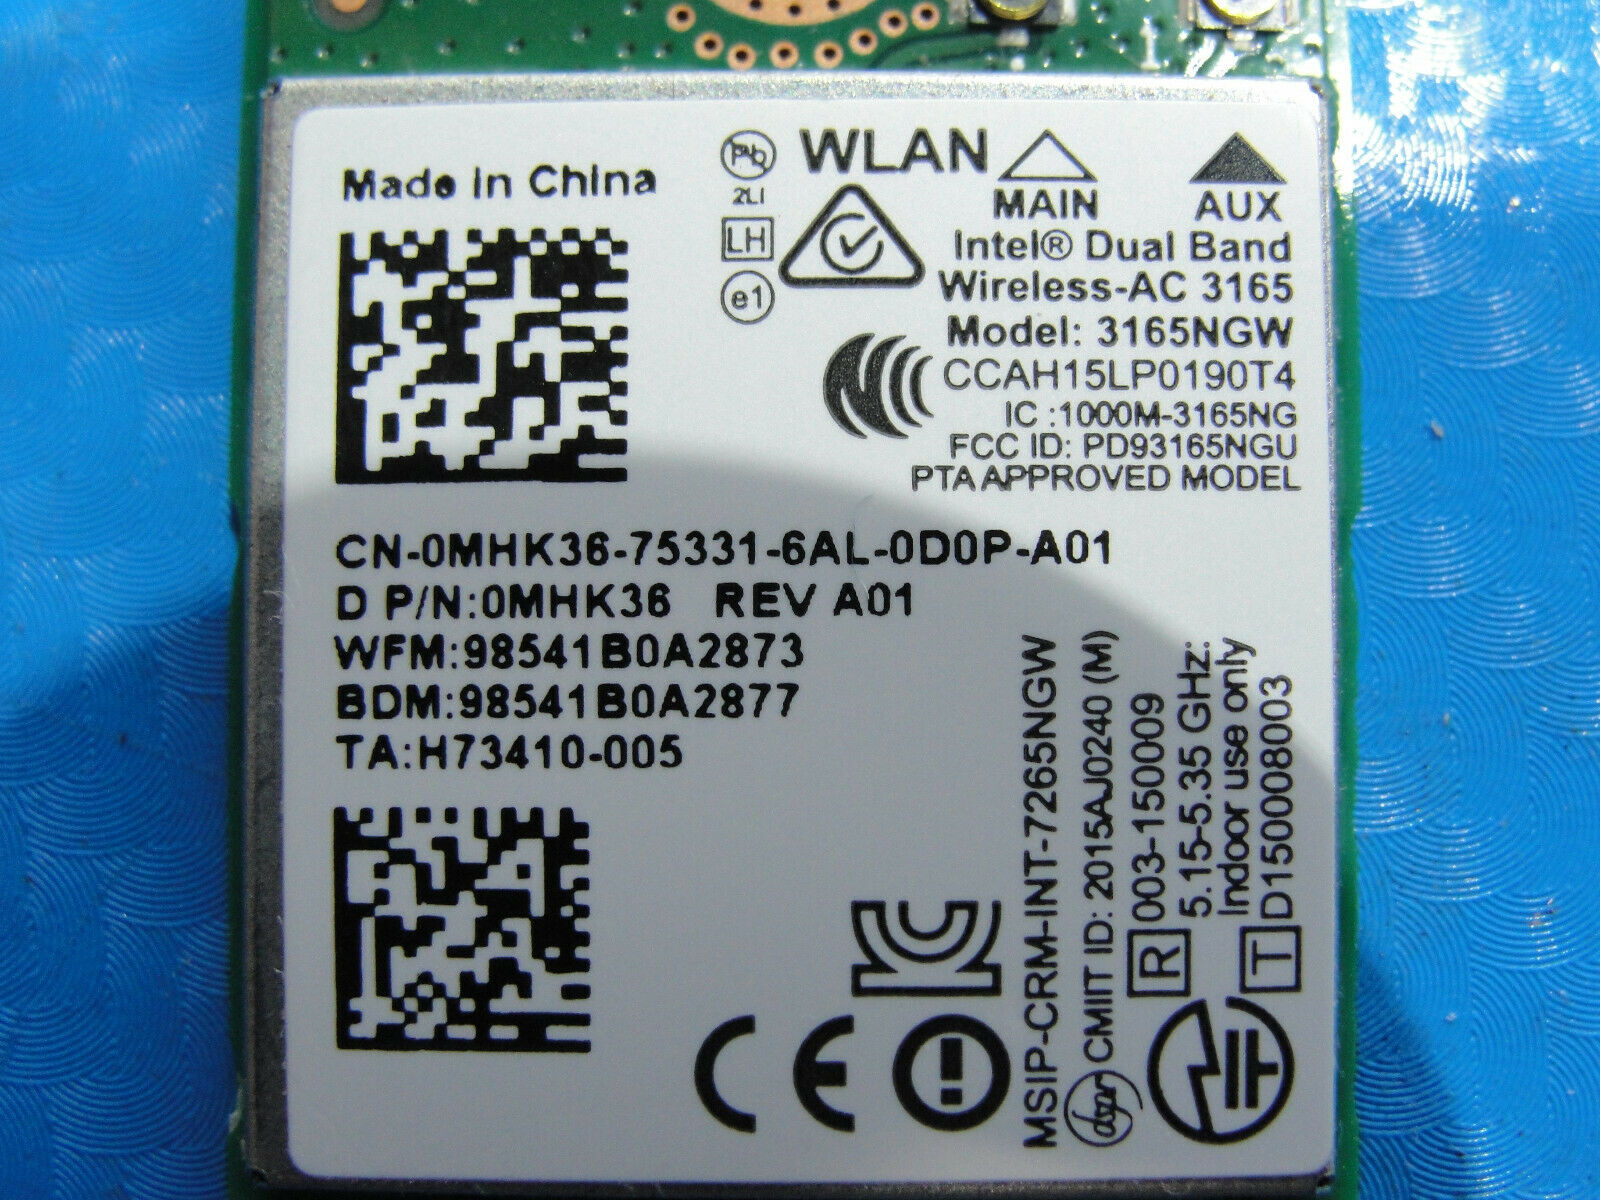 Made in China
Pb
2LI
LH
e1
WLAN
MAIN AUX
Intel® Dual Band
Wireless-AC 3165
Model: 3165NGW
CCAH15LP0190T4
IC :1000M-3165NG
FCC ID: PD93165NGU
PTA APPROVED MODEL
CN-0MHK36-75331-6AL-0D0P-A01
D P/N:0MHK36 REV A01
WFM:98541B0A2873
BDM:98541B0A2877
TA:H73410-005
MSIP-CRM-INT-7265NGW
CMIIT ID: 2015AJ0240 (M)
R 003-150009
5.15-5.35 GHz:
Indoor use only
T D150008003
CE